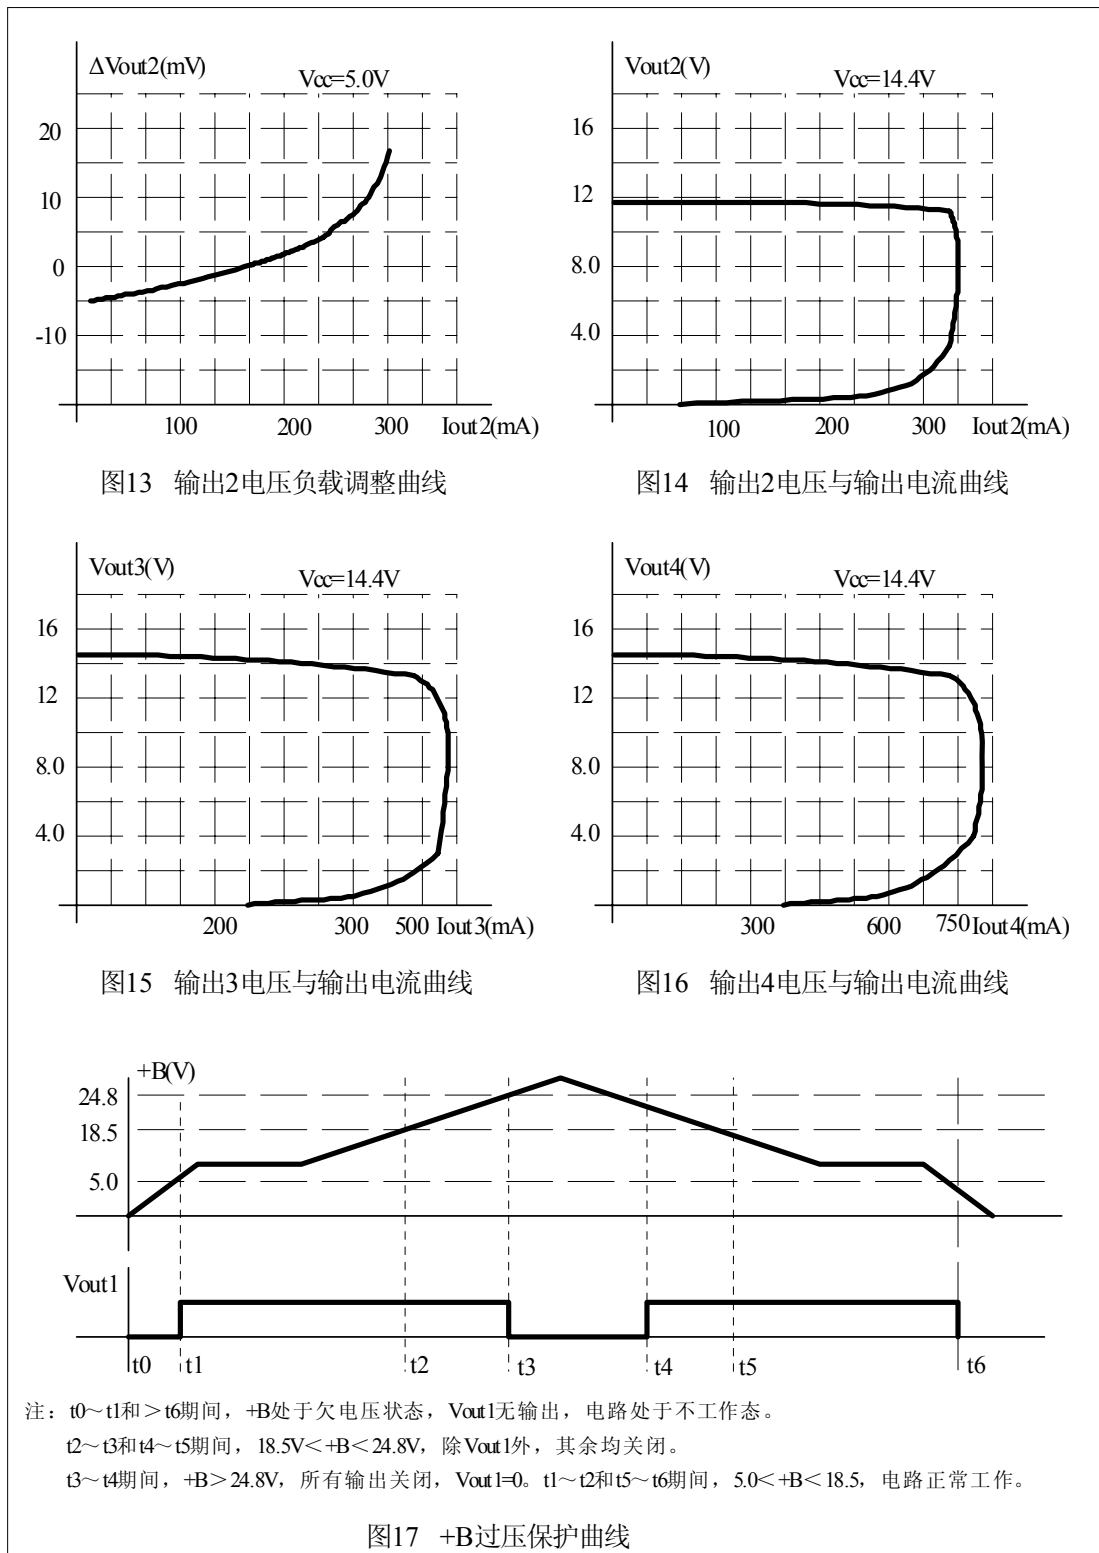 ΔVout2(mV)
Vcc=5.0V
20
10
0
-10
100
200
300
Iout2(mA)
图13 输出2电压负载调整曲线
Vout2(V)
Vcc=14.4V
16
12
8.0
4.0
100
200
300
Iout2(mA)
图14 输出2电压与输出电流曲线
Vout3(V)
Vcc=14.4V
16
12
8.0
4.0
200
300
500
Iout3(mA)
图15 输出3电压与输出电流曲线
Vout4(V)
Vcc=14.4V
16
12
8.0
4.0
300
600
750
Iout4(mA)
图16 输出4电压与输出电流曲线
+B(V)
24.8
18.5
5.0
Vout1
t0
t1
t2
t3
t4
t5
t6
注：t0～t1和＞t6期间，+B处于欠电压状态，Vout1无输出，电路处于不工作态。
t2～t3和t4～t5期间，18.5V＜+B＜24.8V，除Vout1外，其余均关闭。
t3～t4期间，+B＞24.8V，所有输出关闭，Vout1=0。t1～t2和t5～t6期间，5.0＜+B＜18.5，电路正常工作。
图17 +B过压保护曲线